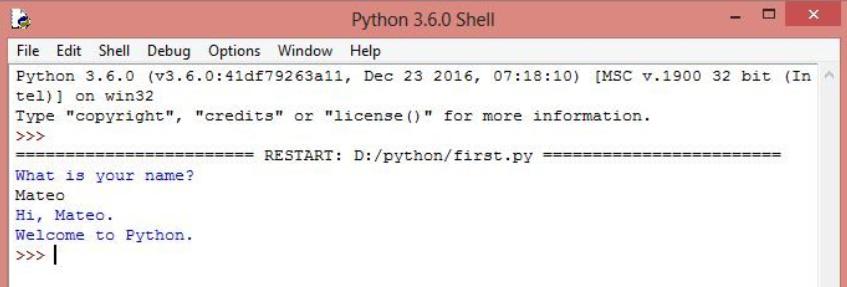 Python 3.6.0 Shell
File Edit Shell Debug Options Window Help
Python 3.6.0 (v3.6.0:41df79263a11, Dec 23 2016, 07:18:10) [MSC v.1900 32 bit (In
tel)] on win32
Type "copyright", "credits" or "license()" for more information.
>>>
======================== RESTART: D:/python/first.py ========================
What is your name?
Mateo
Hi, Mateo.
Welcome to Python.
>>>